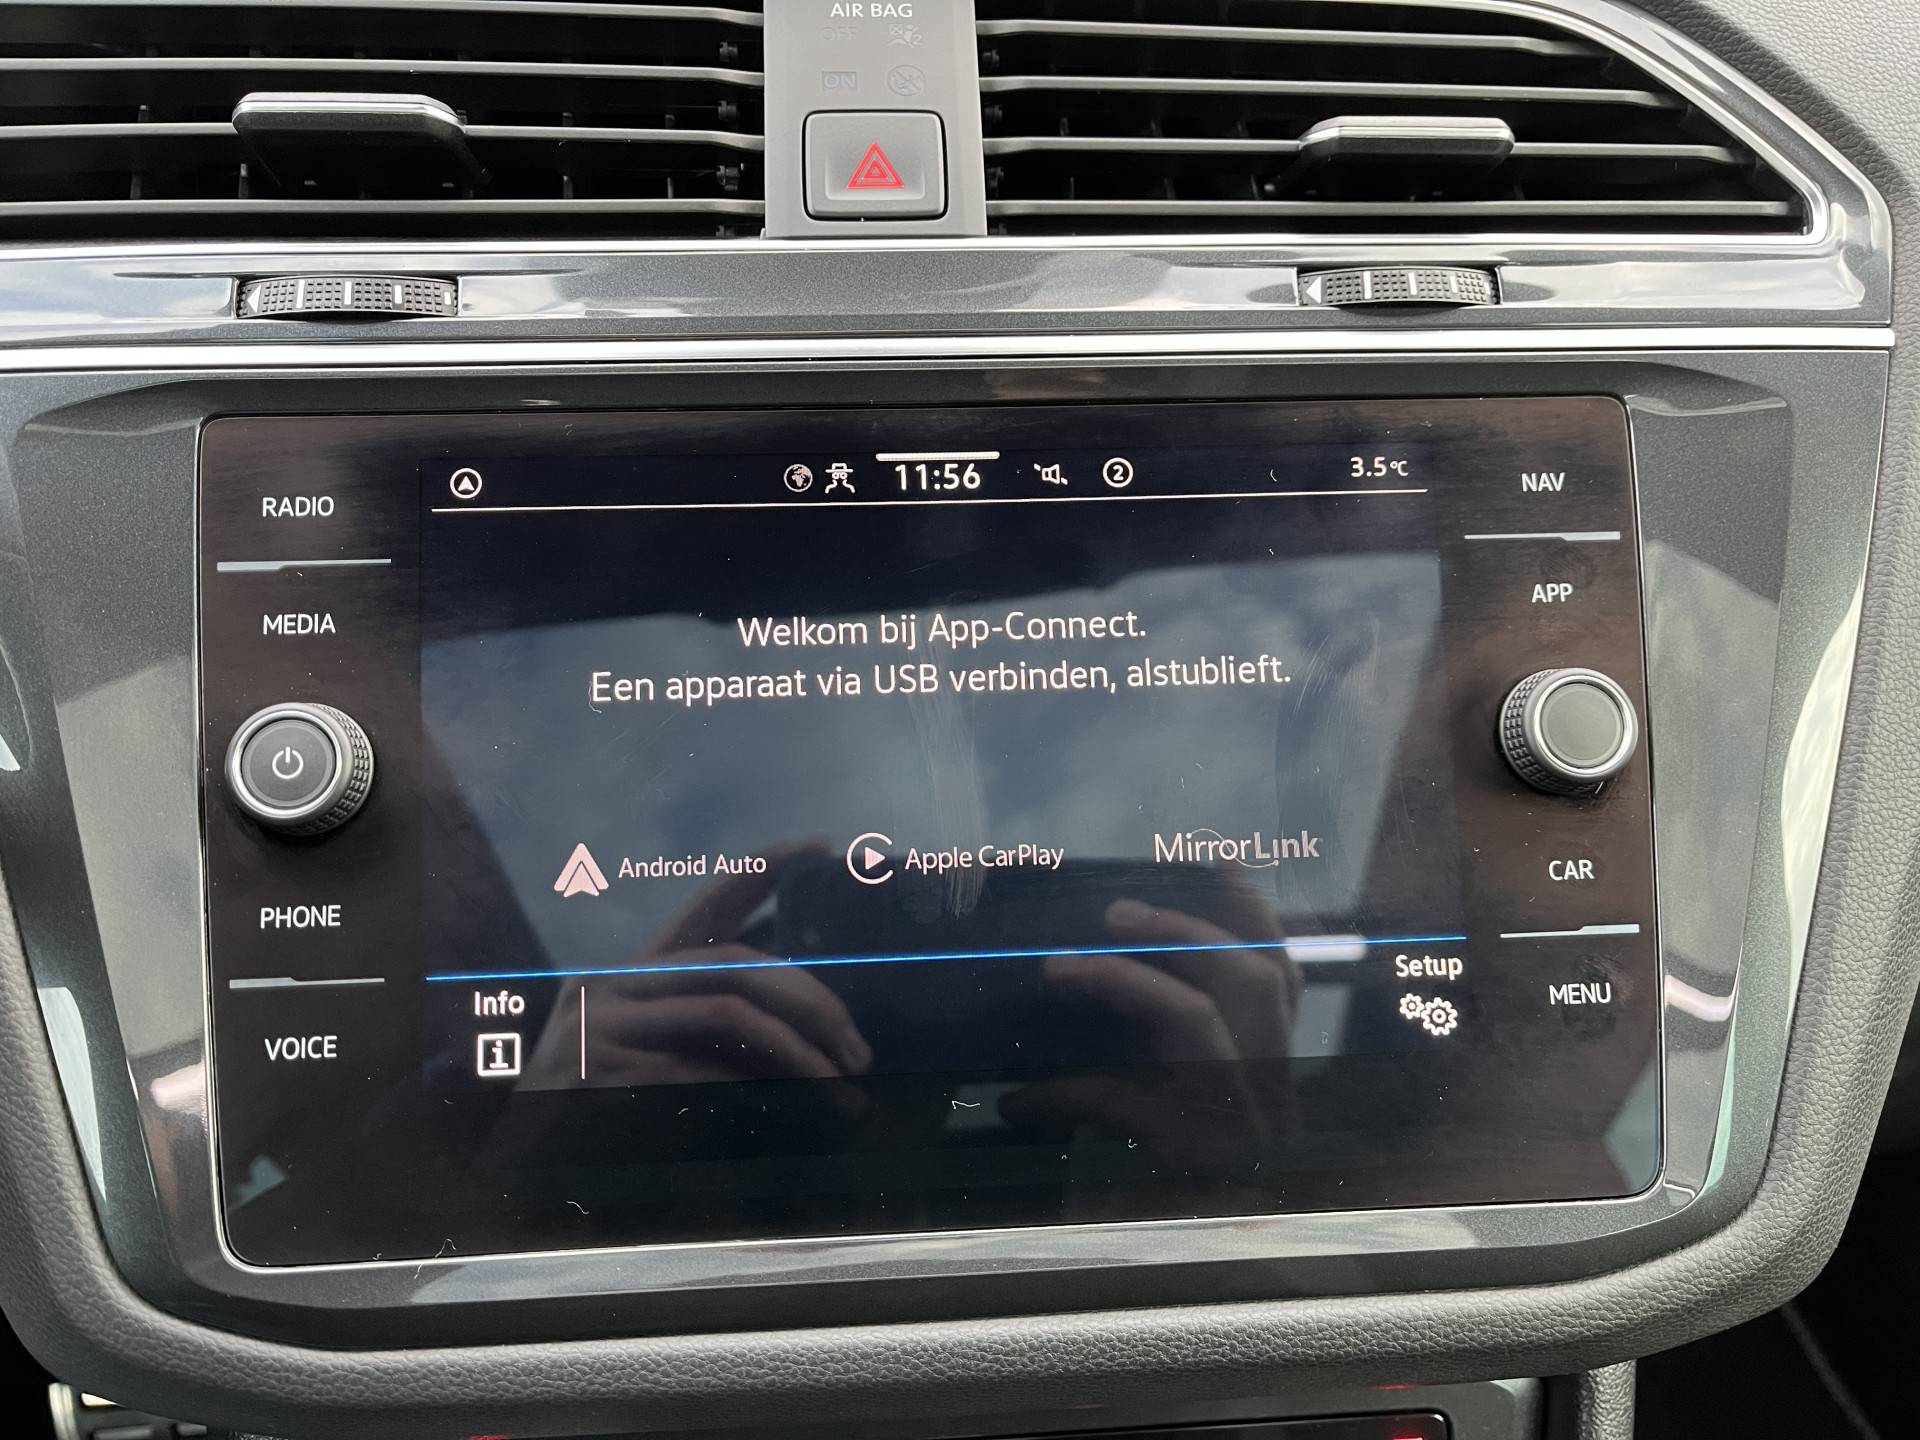 AIR BAG
OFF
ON
11:56
2
3.5°C
RADIO
MEDIA
PHONE
VOICE
Welkom bij App-Connect.
Een apparaat via USB verbinden, alstublieft.
Android Auto
Apple CarPlay
MirrorLink
Info
i
Setup
NAV
APP
CAR
MENU